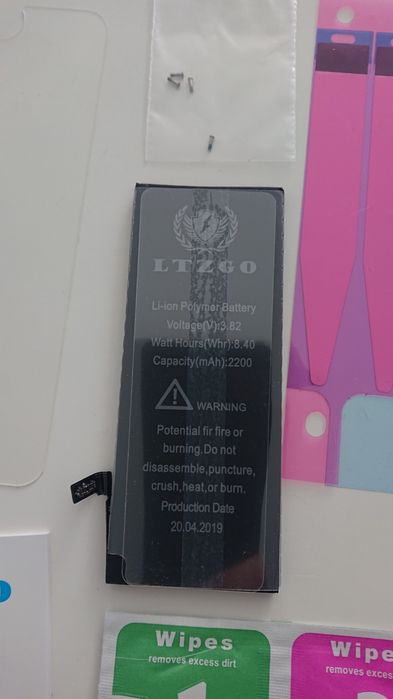 LTZGO
Li-ion Polymer Battery
Voltage(V):3.82
Watt Hours(Whr):8.40
Capacity(mAh):2200
WARNING
Potential fir fire or
burning.Do not
disassemble,puncture,
crush,heat,or burn.
Production Date
20.04.2019
Wipes
removes excess dirt
1
Wipe
removes excess